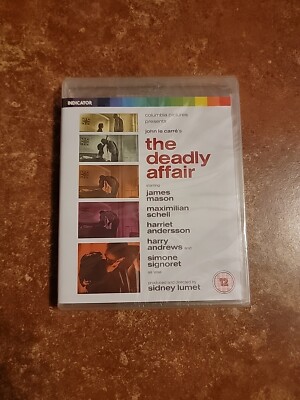 INDICATOR
columbia pictures
presents
john le carré's
the
deadly
affair
starring
james
mason
maximilian
schell
harriet
andersson
harry
andrews and
simone
signoret
as elsa
produced and directed by
sidney lumet
12